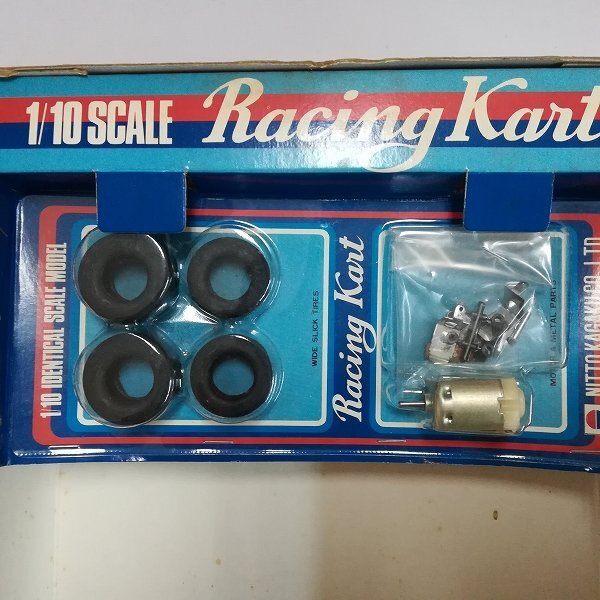 1/10 SCALE Racing Kart
1/10 IDENTICAL SCALE MODEL
WIDE SLICK TIRES
Racing Kart
METAL PARTS
NITTO KAGAKU CO., LTD.